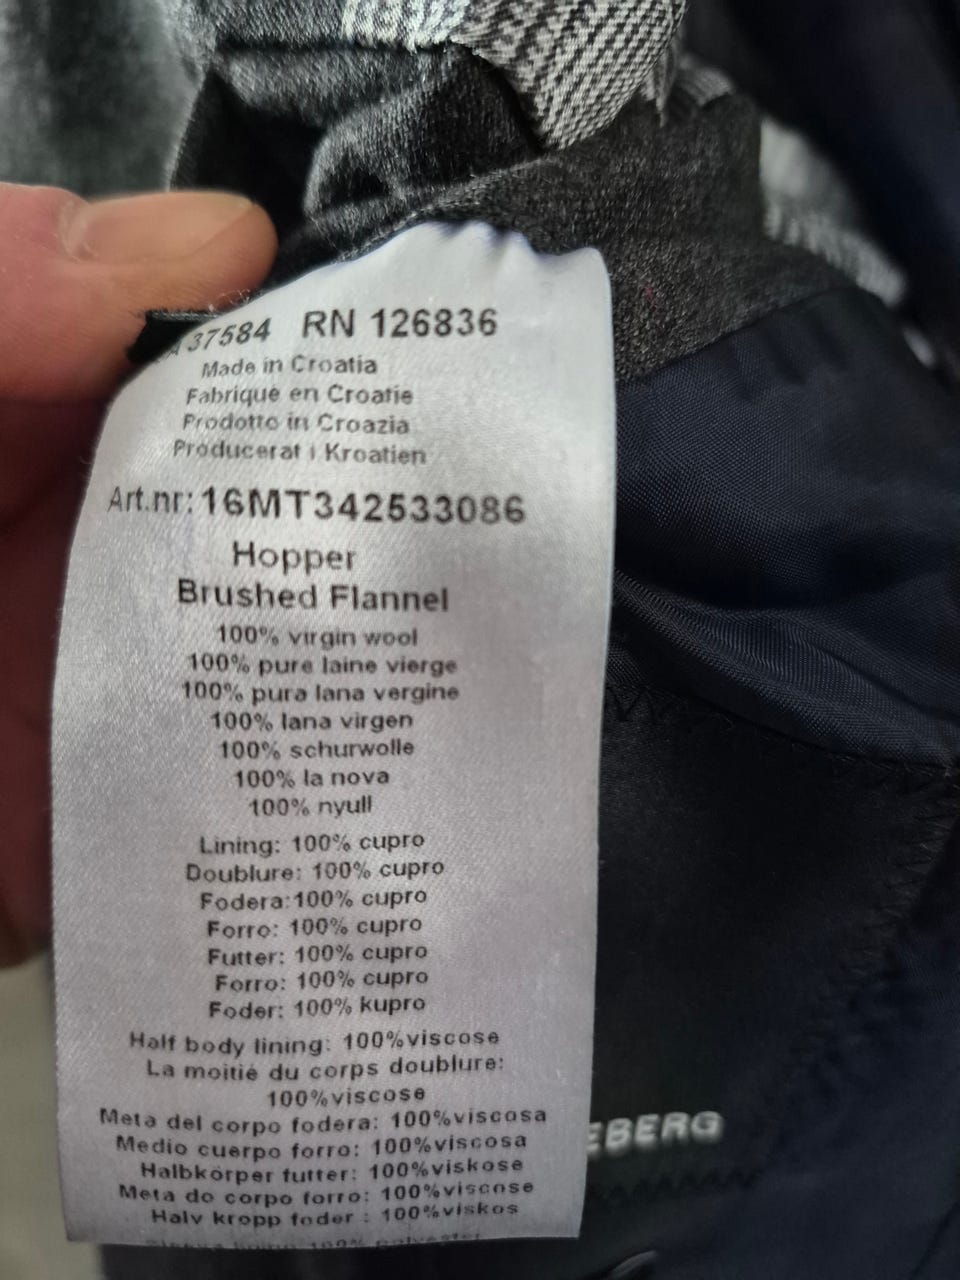 37584 RN 126836
Made in Croatia
Fabrique en Croatie
Prodotto in Croazia
Producerat i Kroatien
Art.nr: 16MT342533086
Hopper
Brushed Flannel
100% virgin wool
100% pure laine vierge
100% pura lana vergine
100% lana virgen
100% schurwolle
100% la nova
100% nyull
Lining: 100% cupro
Doublure: 100% cupro
Fodera:100% cupro
Forro: 100% cupro
Futter: 100% cupro
Forro: 100% cupro
Foder: 100% kupro
Half body lining: 100%viscose
La moitié du corps doublure:
100%viscose
Meta del corpo fodera: 100%viscosa
Medio cuerpo forro: 100%viscosa
Halbkörper futter: 100%viskose
Meta do corpo forro: 100%viscose
Halv kropp foder : 100%viskos
100% polyester
EBERG